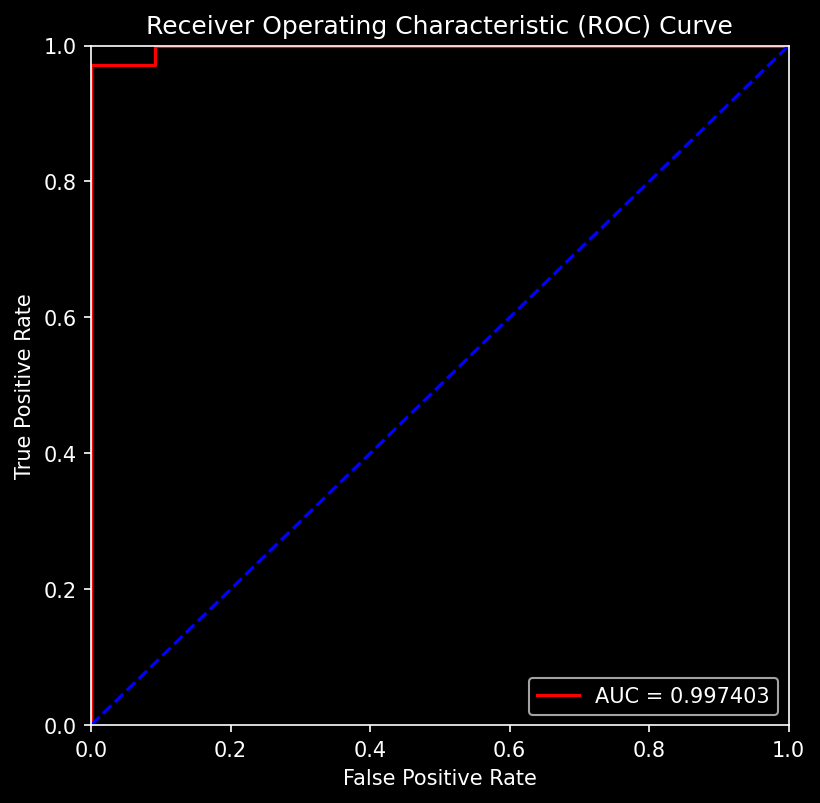 Receiver Operating Characteristic (ROC) Curve
1.0
0.8
0.6
0.4
0.2
0.0
True Positive Rate
AUC = 0.997403
0.0 0.2 0.4 0.6 0.8 1.0
False Positive Rate